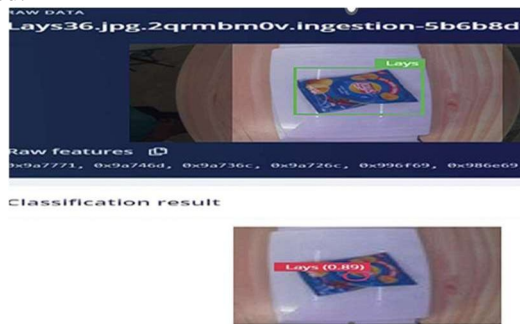 RAW DATA
Lays36.jpg.2qrmbm0v.ingestion-5b6b8d
Lays
Raw features
0x9a7771, 0x9a746d, 0x9a736c, 0x9a726c, 0x996f69, 0x986e69
Classification result
Lays (0.89)